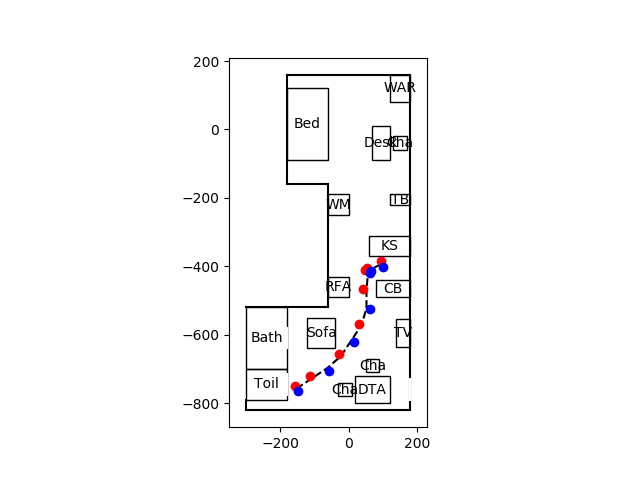 200
0
−200
−400
−600
−800
−200
0
200
WAR
Bed
Desk
Cha
WM
TB
KS
RFA
CB
Bath
Sofa
TV
Cha
Toil
Cha
DTA